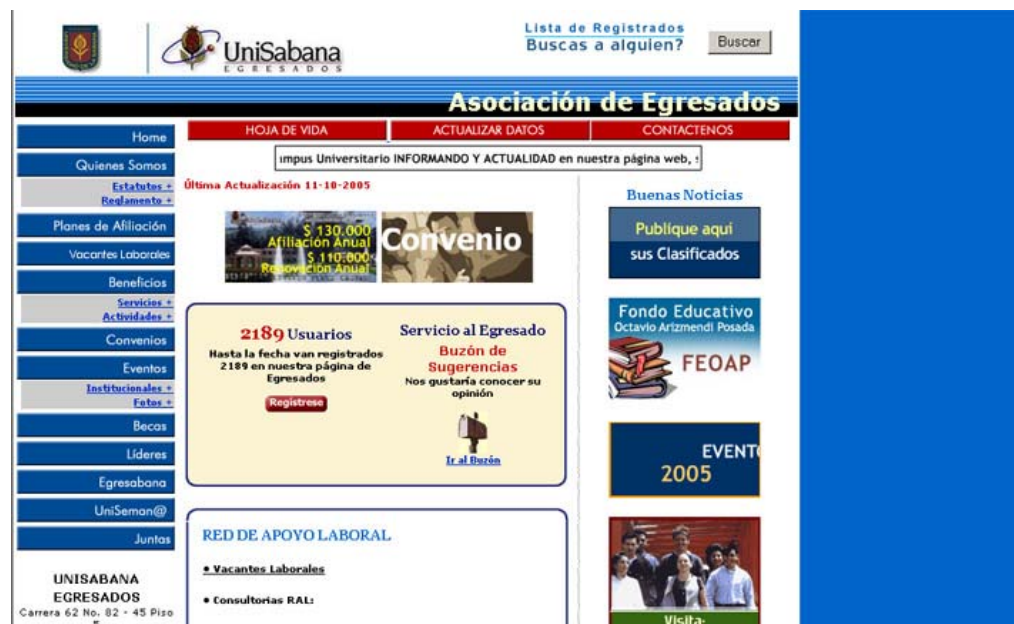 Lista de Registrados
Buscas a alguien?
Buscar
UniSabana
EGRESADOS
Asociación de Egresados
HOJA DE VIDA
ACTUALIZAR DATOS
CONTACTENOS
Home
Quienes Somos
Estatutos +
Reglamento +
Planes de Afiliación
Vacantes Laborales
Beneficios
Servicios +
Actividades +
Convenios
Eventos
Institucionales +
Fotos +
Becas
Líderes
Egresabana
UniSeman@
Juntas
UNISABANA
EGRESADOS
Carrera 62 No. 82 - 45 Piso
Universitario INFORMANDO Y ACTUALIDAD en nuestra página web,
Última Actualización 11-10-2005
$ 130.000
Afiliación Anual
$ 110.000
Renovación Anual
Convenio
2189 Usuarios
Hasta la fecha van registrados
2189 en nuestra página de
Egresados
Registrese
Servicio al Egresado
Buzón de
Sugerencias
Nos gustaría conocer su
opinión
Ir al Buzón
RED DE APOYO LABORAL
• Vacantes Laborales
• Consultorias RAL:
Buenas Noticias
Publique aquí
sus Clasificados
Fondo Educativo
Octavio Arizmendi Posada
FEOAP
EVENTO
2005
Visita: